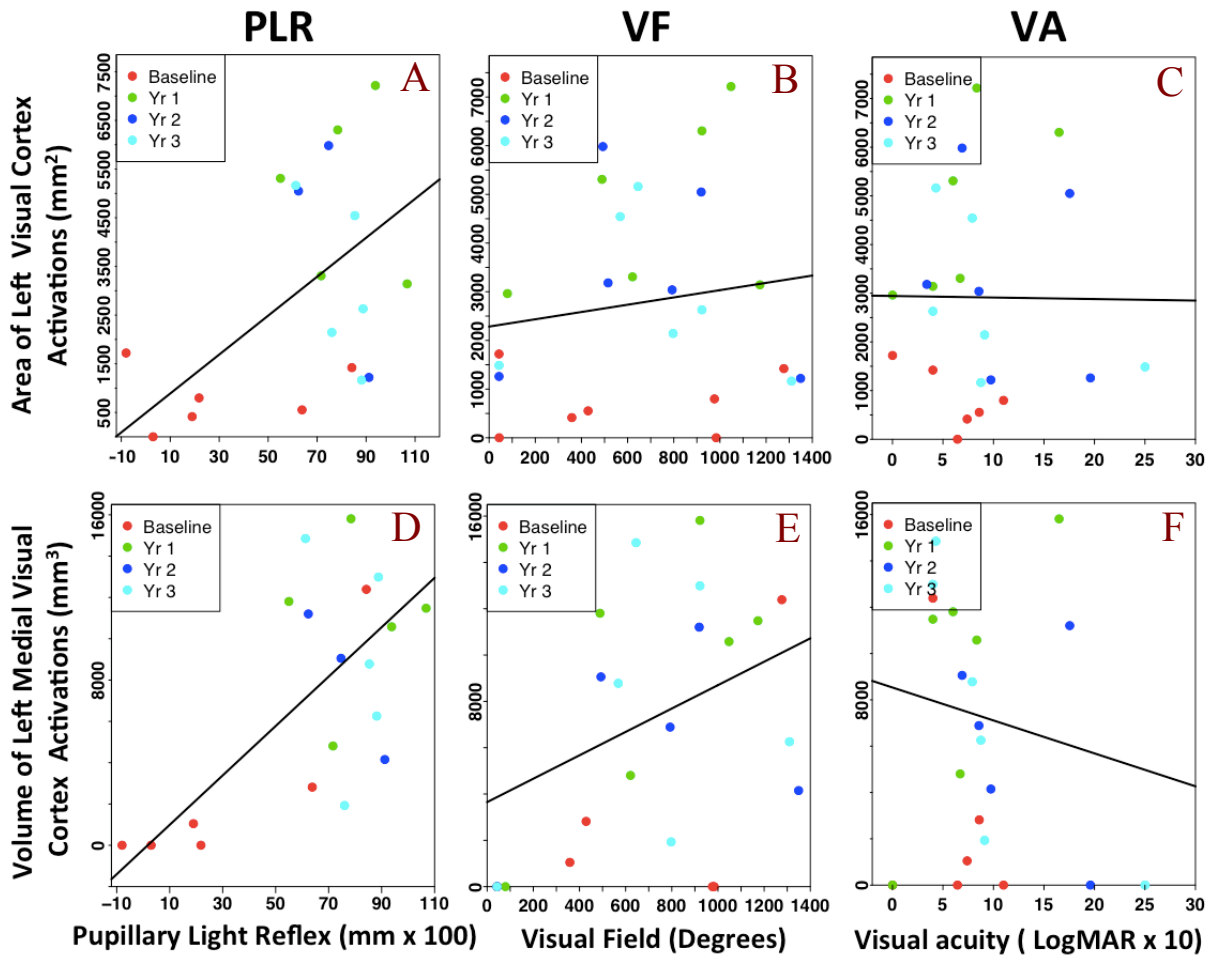 PLR VF VA
Area of Left Visual Cortex
Activations (mm²)
A
Baseline
Yr 1
Yr 2
Yr 3
500 1500 2500 3500 4500 5500 6500 7500
−10 10 30 50 70 90 110
B
Baseline
Yr 1
Yr 2
Yr 3
0 1000 2000 3000 4000 5000 6000 7000
0 200 400 600 800 1000 1200 1400
C
Baseline
Yr 1
Yr 2
Yr 3
0 1000 2000 3000 4000 5000 6000 7000
0 5 10 15 20 25 30
Volume of Left Medial Visual
Cortex Activations (mm³)
D
Baseline
Yr 1
Yr 2
Yr 3
0 8000 16000
−10 10 30 50 70 90 110
Pupillary Light Reflex (mm x 100)
E
Baseline
Yr 1
Yr 2
Yr 3
0 8000 16000
0 200 400 600 800 1000 1200 1400
Visual Field (Degrees)
F
Baseline
Yr 1
Yr 2
Yr 3
0 8000 16000
0 5 10 15 20 25 30
Visual acuity ( LogMAR x 10)